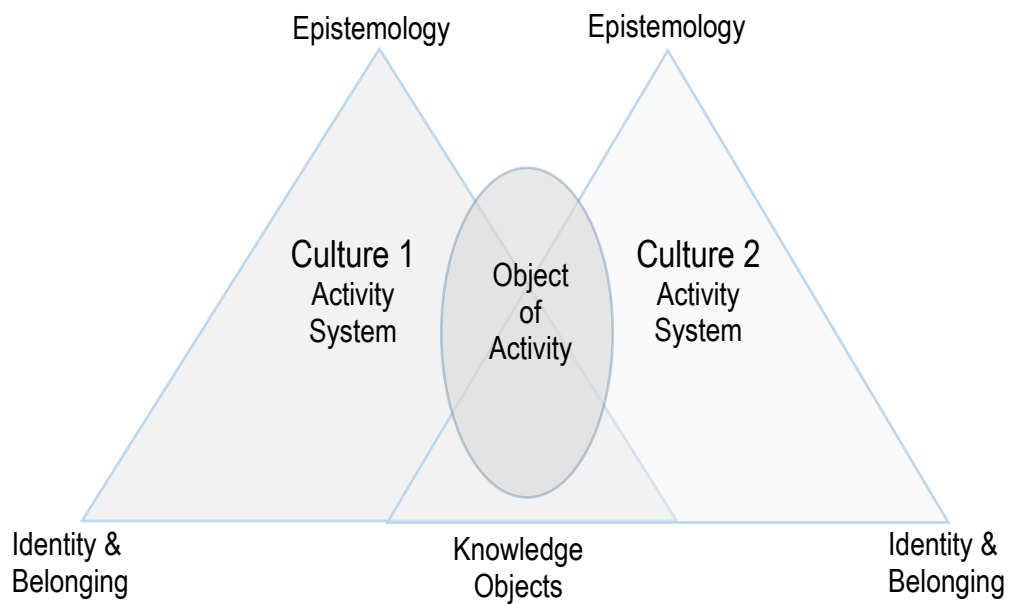 Epistemology
Epistemology
Culture 1
Activity
System
Object
of
Activity
Culture 2
Activity
System
Identity &
Belonging
Knowledge
Objects
Identity &
Belonging